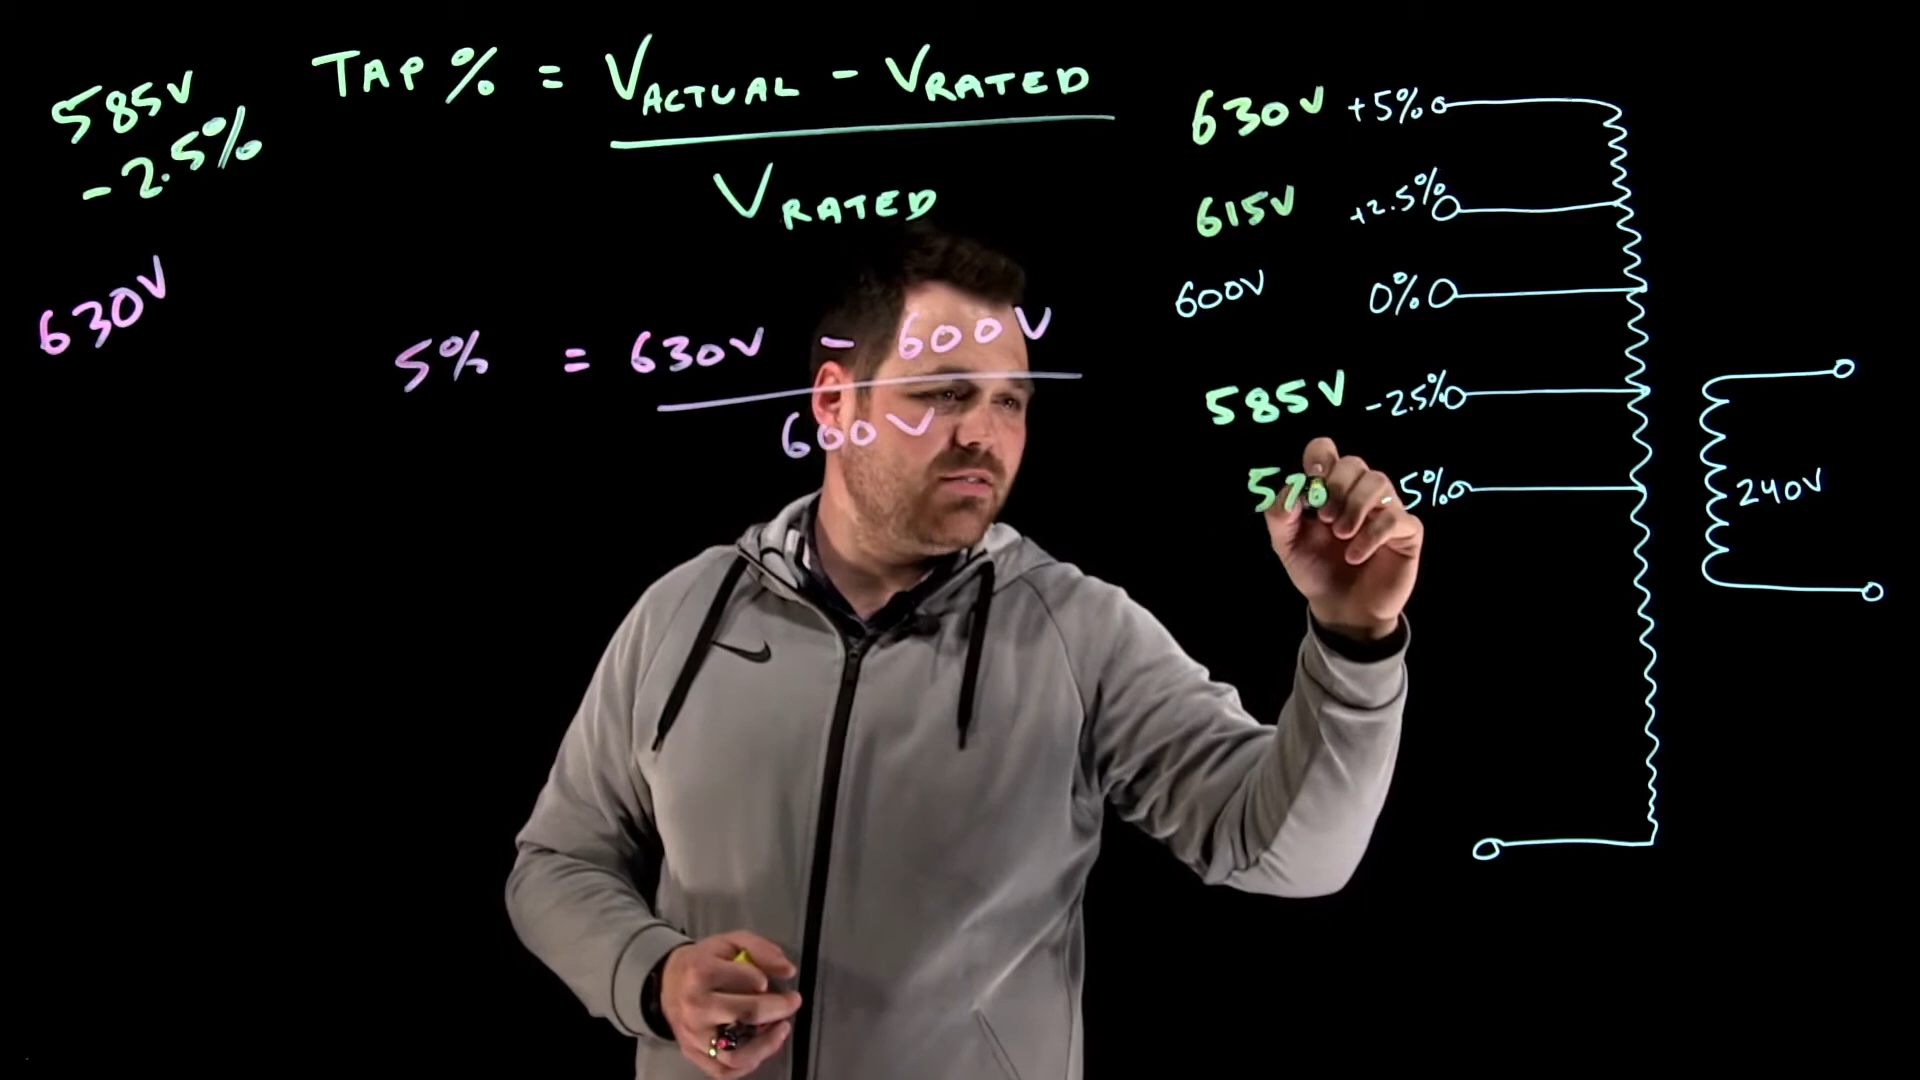 585V
-2.5%
TAP % = VACTUAL - VRATED
VRATED
630V
5% = 630V - 600V
600V
630V +5%
615V +2.5%
600V 0%
585V -2.5%
570 -5%
240V